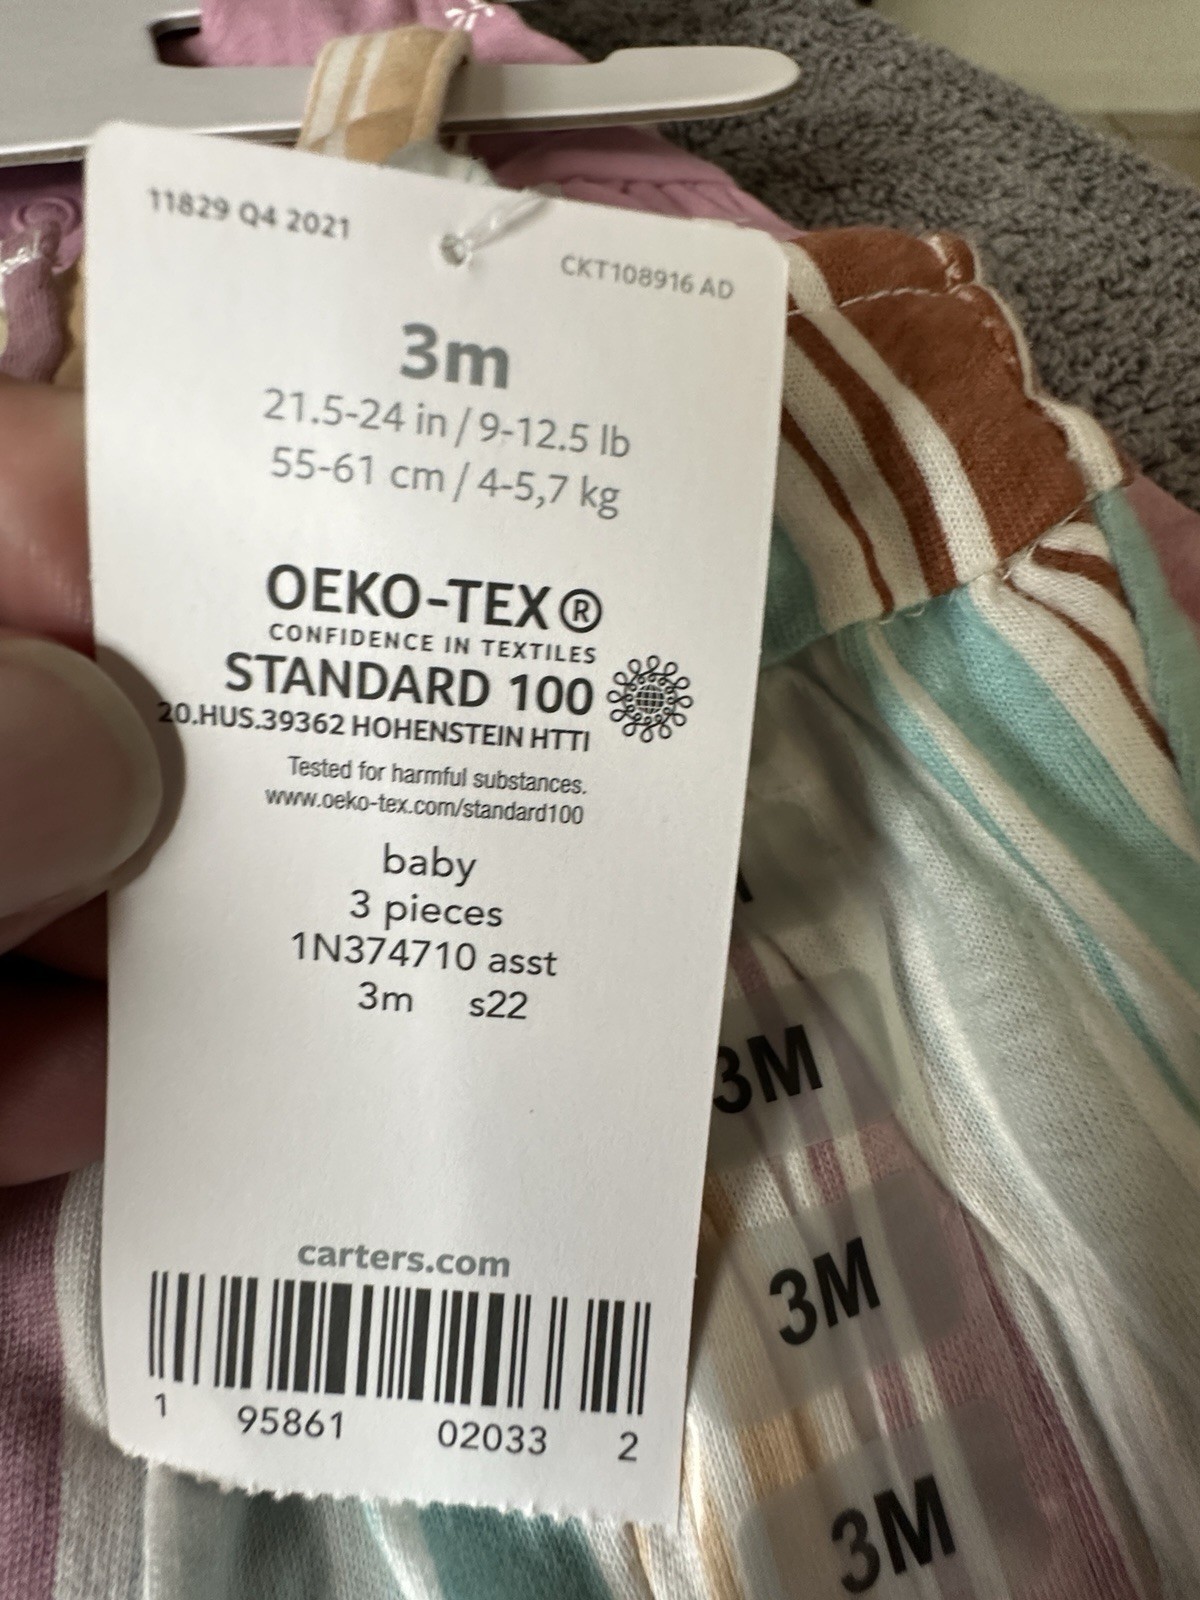 11829 Q4 2021
CKT108916 AD
3m
21.5-24 in / 9-12.5 lb
55-61 cm / 4-5,7 kg
OEKO-TEX®
CONFIDENCE IN TEXTILES
STANDARD 100
20.HUS.39362 HOHENSTEIN HTTI
Tested for harmful substances.
www.oeko-tex.com/standard100
baby
3 pieces
1N374710 asst
3m s22
carters.com
1 95861 02033 2
3M
3M
3M